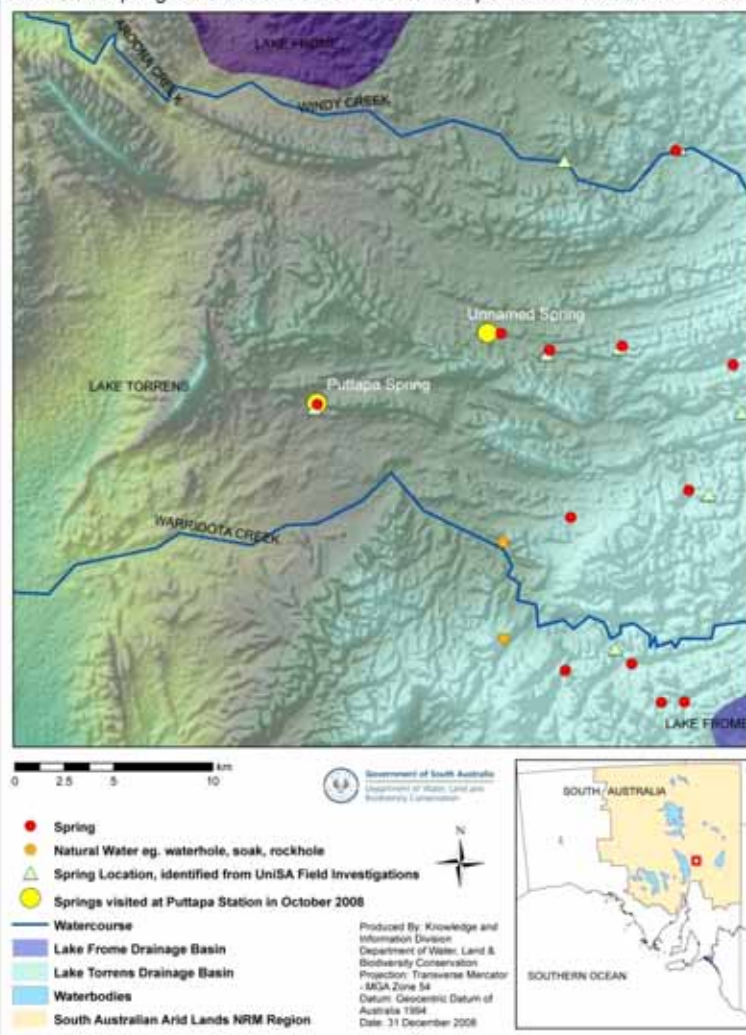 LAKE FROME
AROONA CREEK
WINDY CREEK
Unnamed Spring
LAKE TORRENS
Puttapa Spring
WARRIOOTA CREEK
LAKE FROME
km
0 2.5 5 10
Government of South Australia
Department of Water, Land and
Biodiversity Conservation
Spring
Natural Water eg. waterhole, soak, rockhole
Spring Location, identified from UniSA Field Investigations
Springs visited at Puttapa Station in October 2008
Watercourse
Lake Frome Drainage Basin
Lake Torrens Drainage Basin
Waterbodies
South Australian Arid Lands NRM Region
N
Produced By: Knowledge and
Information Division
Department of Water, Land &
Biodiversity Conservation
Projection: Transverse Mercator
- MGA Zone 54
Datum: Geocentric Datum of
Australia 1994
Date: 31 December 2008
SOUTH AUSTRALIA
SOUTHERN OCEAN